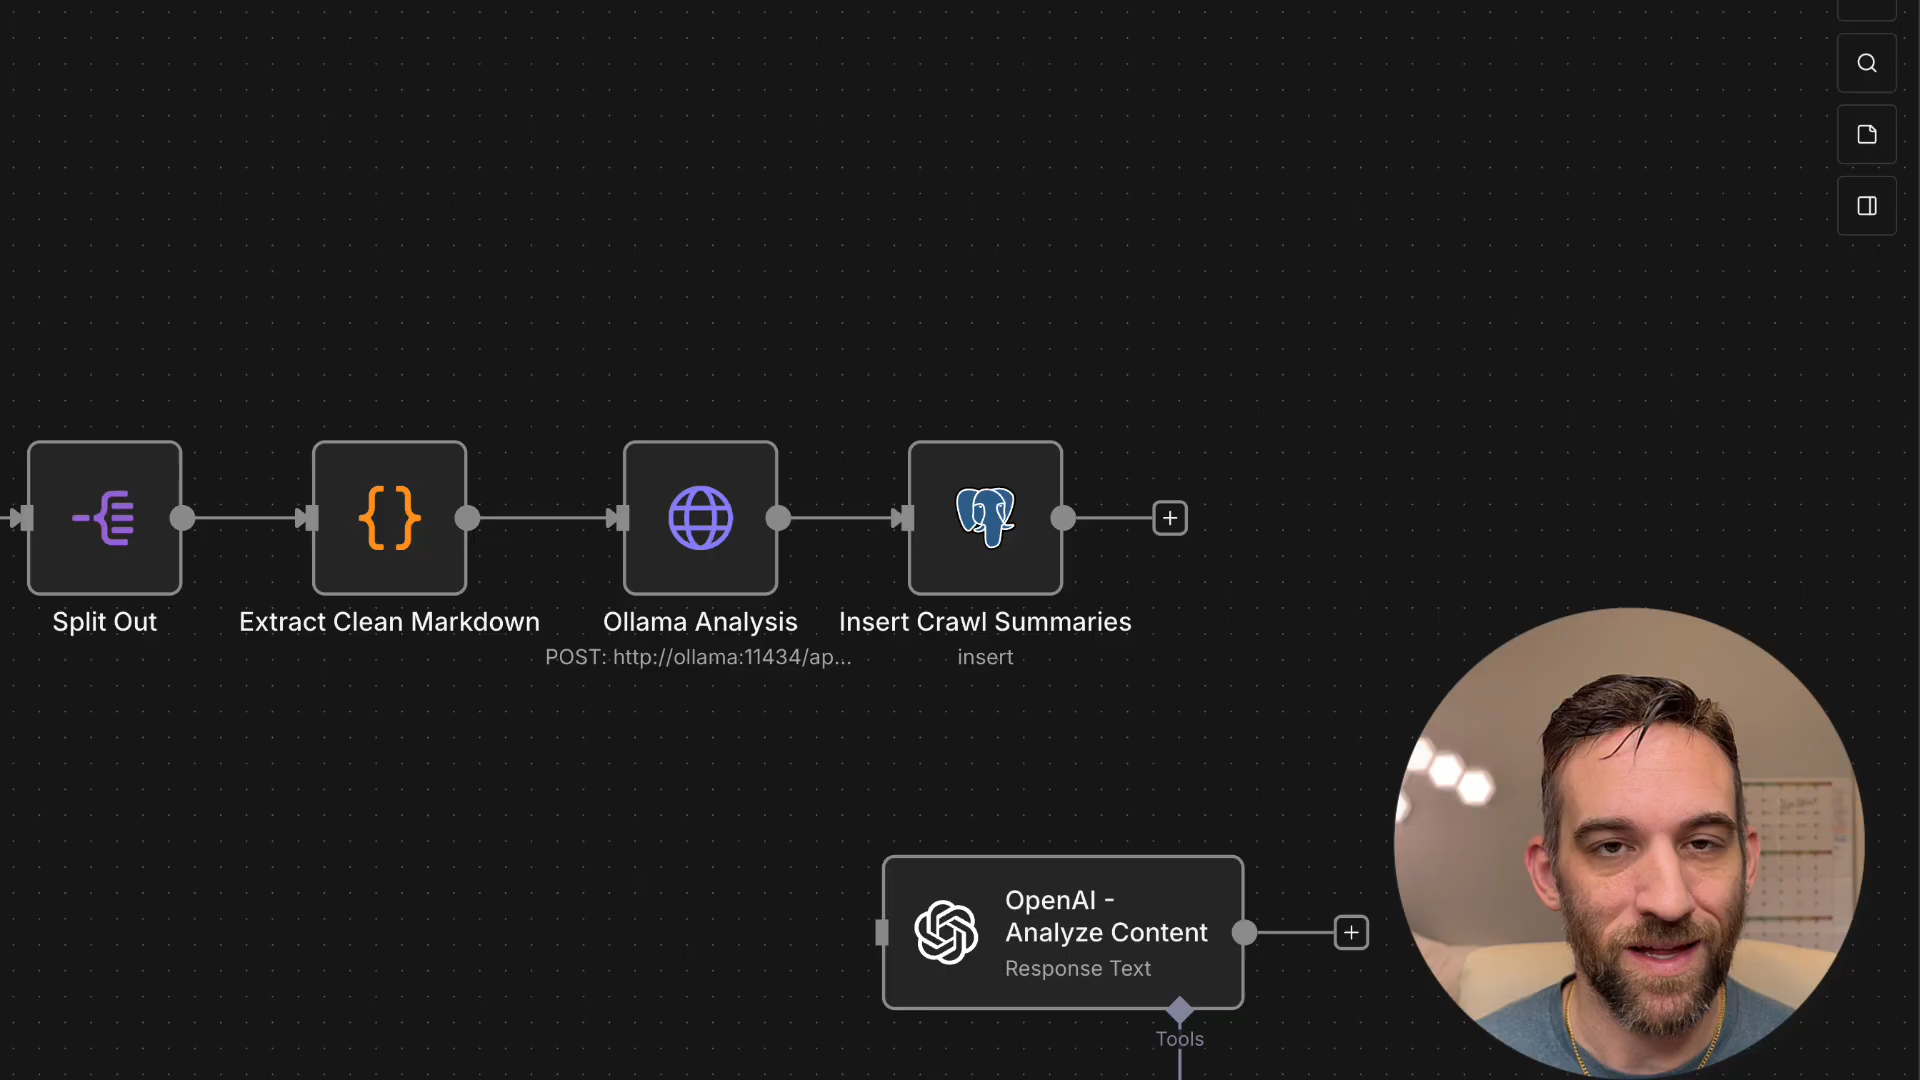 Split Out
Extract Clean Markdown
Ollama Analysis
Insert Crawl Summaries
POST: http://ollama:11434/ap...
insert
OpenAI -
Analyze Content
Response Text
Tools